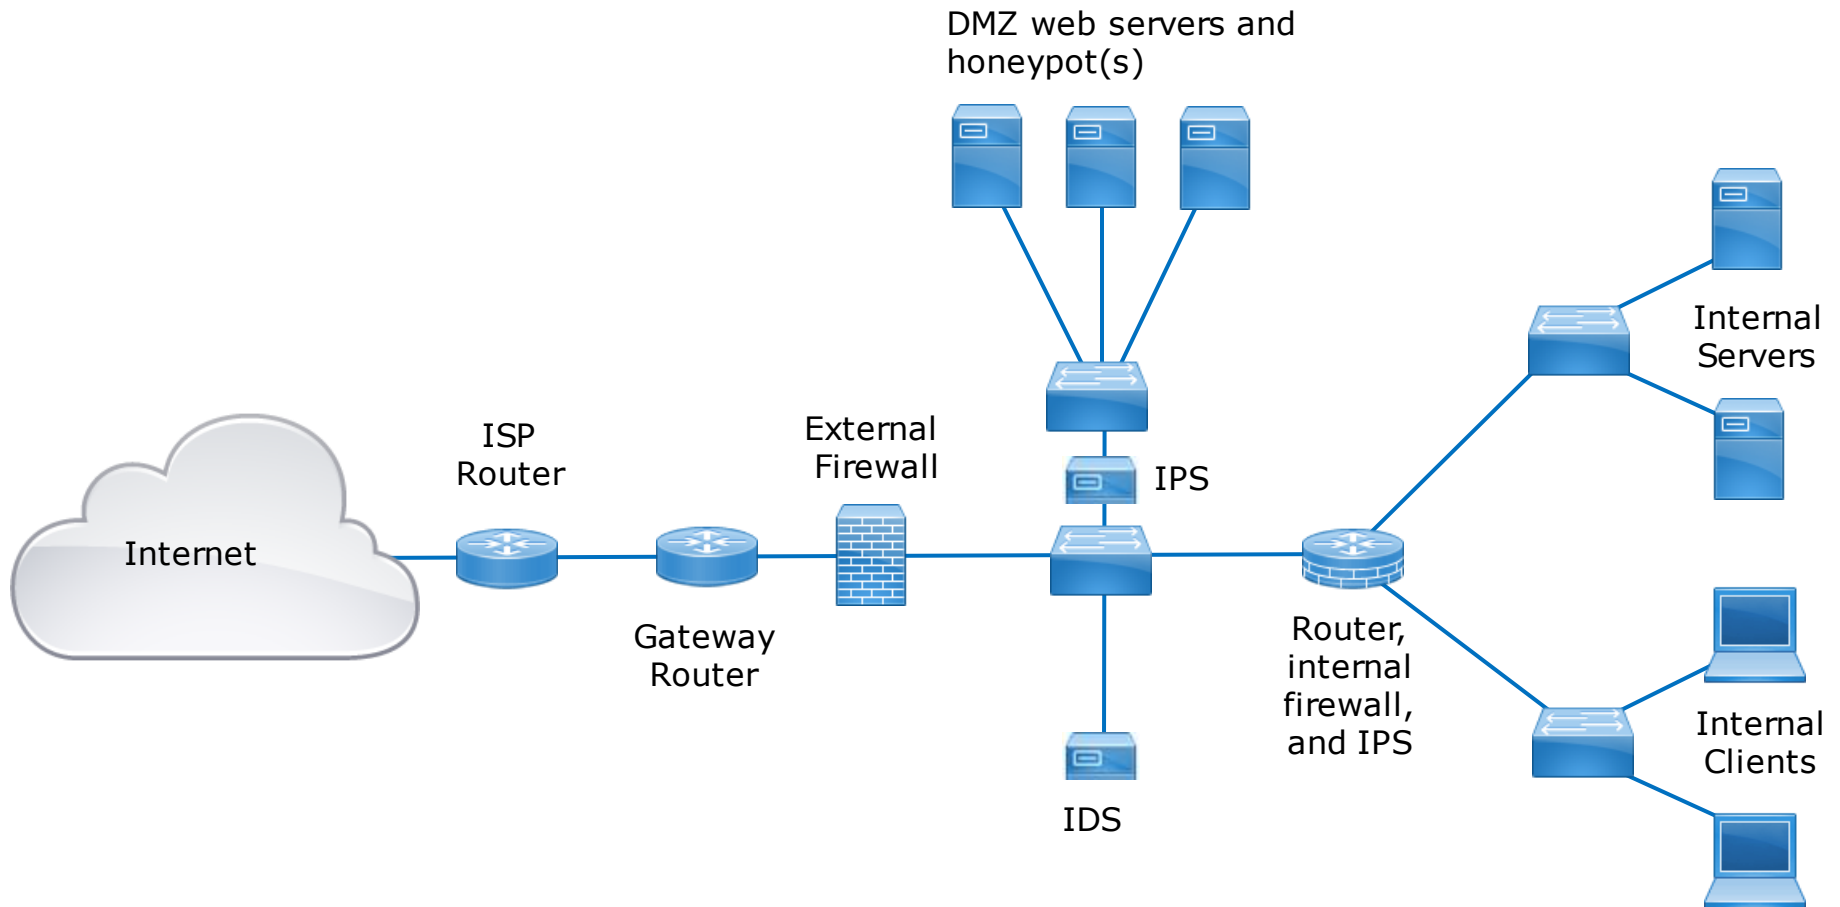 DMZ web servers and
honeypot(s)
Internal
Servers
External
Firewall
ISP
Router
IPS
Internet
Gateway
Router
Router,
internal
firewall,
and IPS
Internal
Clients
IDS